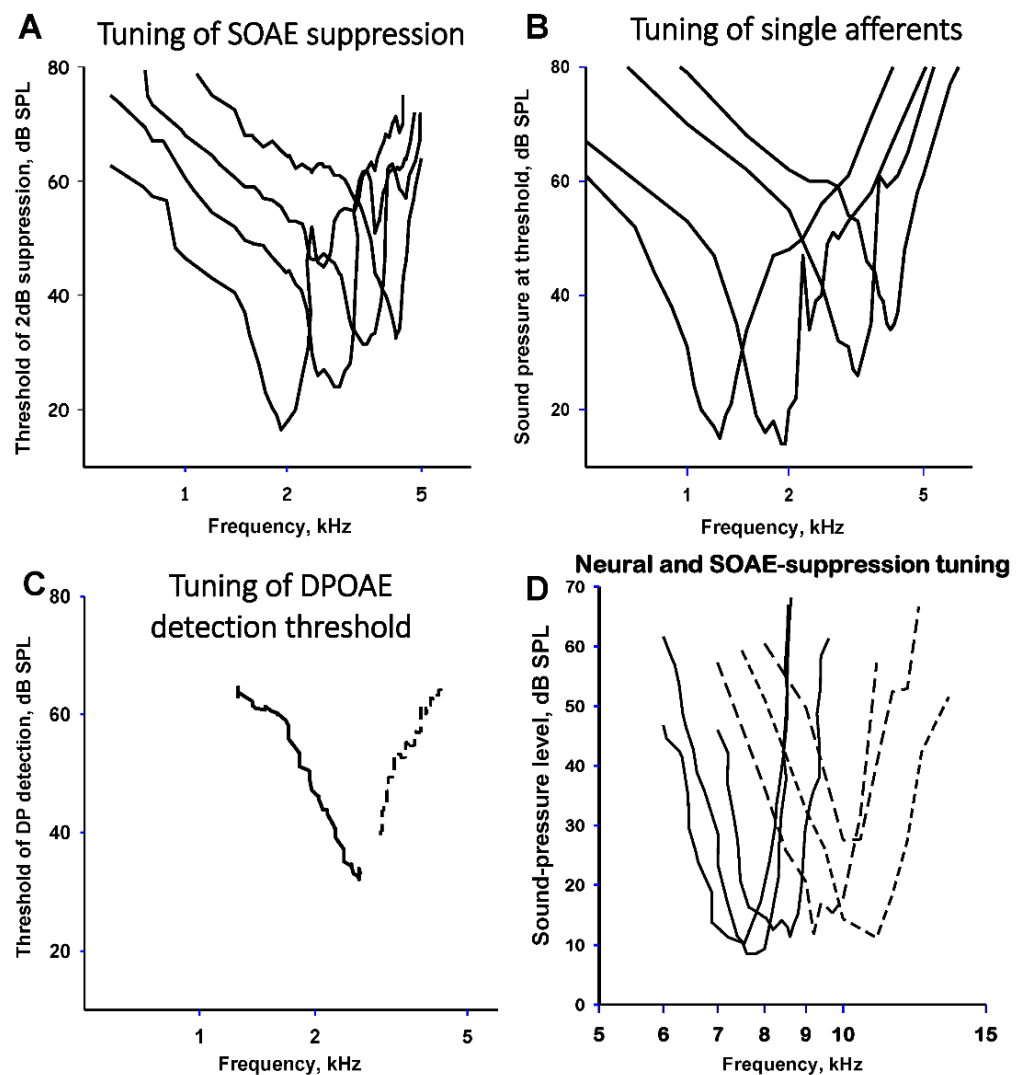 A
Tuning of SOAE suppression
Threshold of 2dB suppression, dB SPL
80
60
40
20
1 2 5
Frequency, kHz
B
Tuning of single afferents
Sound pressure at threshold, dB SPL
80
60
40
20
1 2 5
Frequency, kHz
C
Tuning of DPOAE
detection threshold
Threshold of DP detection, dB SPL
80
60
40
20
1 2 5
Frequency, kHz
Neural and SOAE-suppression tuning
D
Sound-pressure level, dB SPL
70
60
50
40
30
20
10
0
5 6 7 8 9 10 15
Frequency, kHz